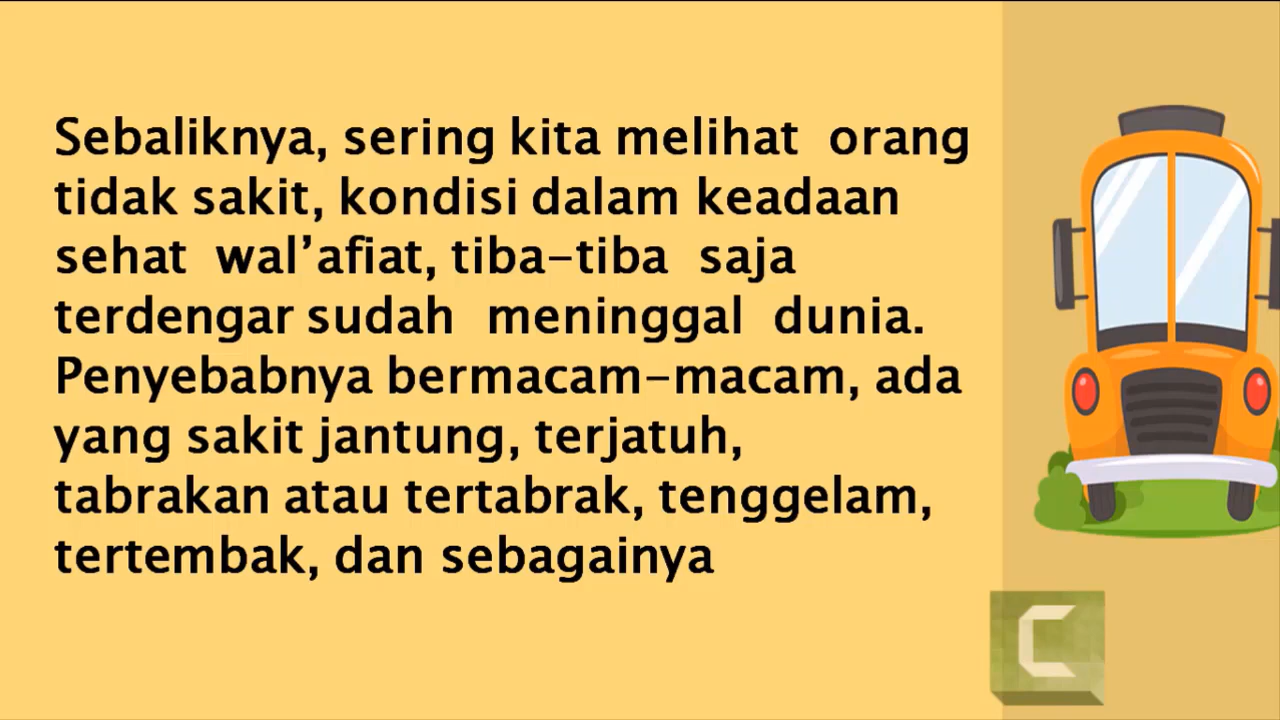 Sebaliknya, sering kita melihat orang
tidak sakit, kondisi dalam keadaan
sehat wal’afiat, tiba-tiba saja
terdengar sudah meninggal dunia.
Penyebabnya bermacam-macam, ada
yang sakit jantung, terjatuh,
tabrakan atau tertabrak, tenggelam,
tertembak, dan sebagainya